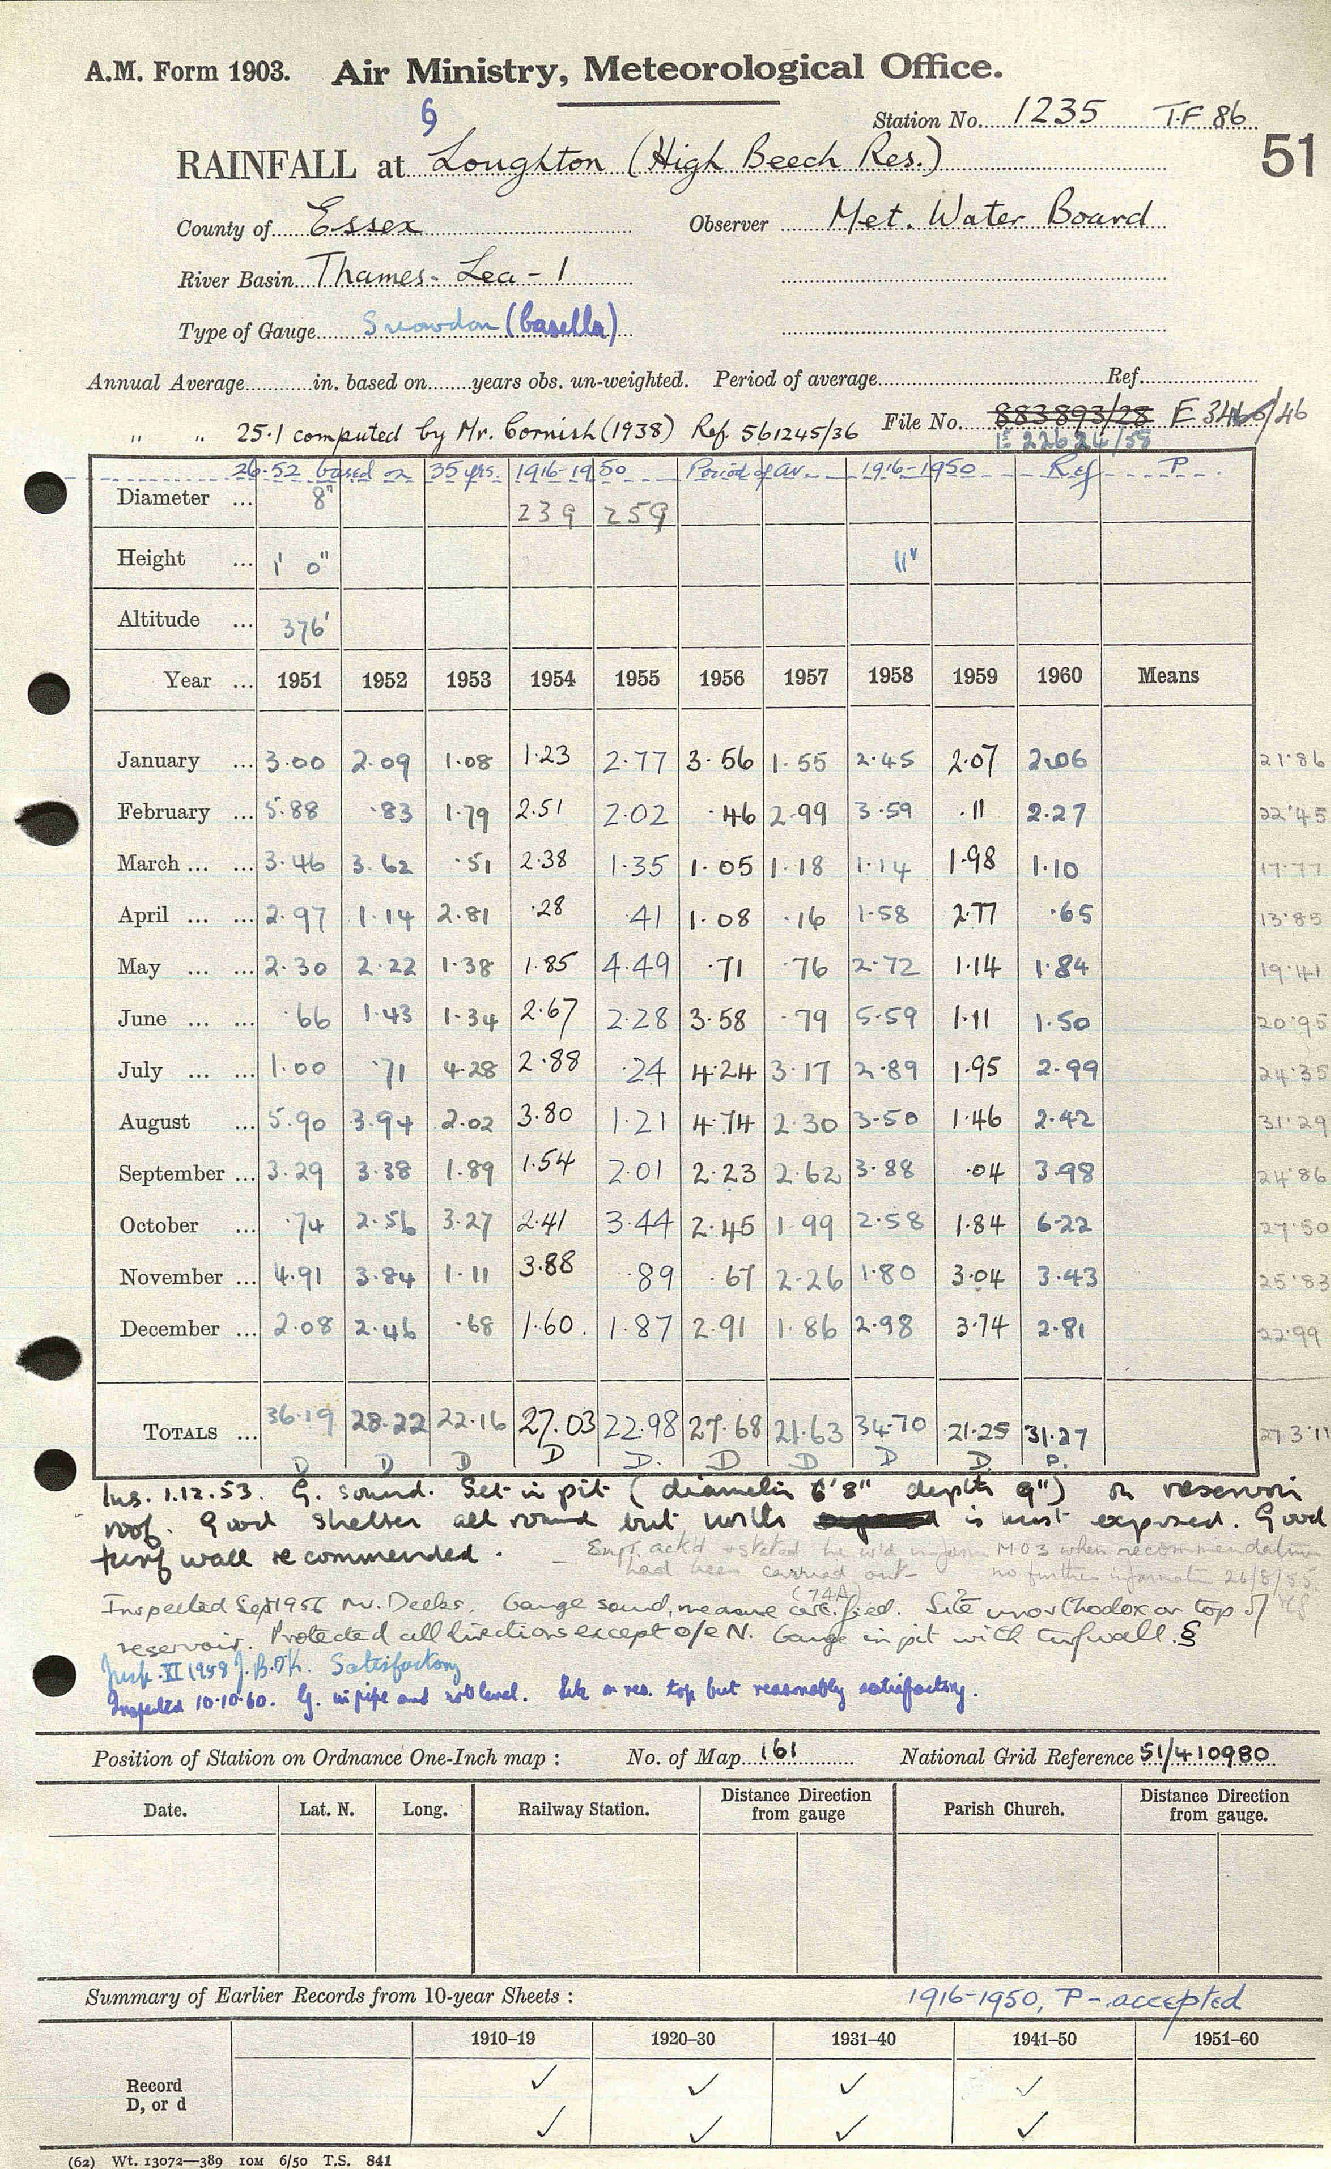 A.M. Form 1903. Air Ministry, Meteorological Office.
§
Station No. 1235 T.F 86
51
RAINFALL at Loughton (High Beech Res.)
County of Essex Observer Met. Water Board
River Basin Thames - Lea - 1
Type of Gauge Snowdon (Casella)
Annual Average in. based on years obs. un-weighted. Period of average Ref.
" " 25.1 computed by Mr. Cornish (1938) Ref 561245/36 File No. 883893/28
26.52 based on 35 yrs. 1916-1950 Period of av. 1916-1950 Ref P.
Diameter ... 8" 239 259
Height ... 1' 0" 11"
Altitude ... 376'
Year ... 1951 1952 1953 1954 1955 1956 1957 1958 1959 1960 Means
January ... 3.00 2.09 1.08 1.23 2.77 3.56 1.55 2.45 2.07 2.06 21.86
February ... 5.88 .83 1.79 2.51 2.02 .46 2.99 3.59 .11 2.27 22.45
March ... ... 3.46 3.62 .51 2.38 1.35 1.05 1.18 1.14 1.98 1.10 17.77
April ... ... 2.97 1.14 2.81 .28 .41 1.08 .16 1.58 2.77 .65 13.85
May ... ... 2.30 2.22 1.38 1.85 4.49 .71 .76 2.72 1.14 1.84 19.41
June ... ... .66 1.43 1.34 2.67 2.28 3.58 .79 5.59 1.11 1.50 20.95
July ... ... 1.00 .71 4.28 2.88 .24 4.24 3.17 2.89 1.95 2.99 24.35
August ... 5.90 3.94 2.02 3.80 1.21 4.74 2.30 3.50 1.46 2.42 31.29
September ... 3.29 3.38 1.89 1.54 2.01 2.23 2.62 3.88 .04 3.98 24.86
October ... .74 2.56 3.27 2.41 3.44 2.45 1.99 2.58 1.84 6.22 27.50
November ... 4.91 3.84 1.11 3.88 .89 .67 2.26 1.80 3.04 3.43 25.83
December ... 2.08 2.46 .68 1.60. 1.87 2.91 1.86 2.98 3.74 2.81 22.99
TOTALS ... 36.19 28.22 22.16 27.03 22.98 27.68 21.63 34.70 21.25 31.27 273.11
D D D D D. D D D D. P.
Ins. 1.12.53. G. sound. Set in pit (diameter 6'8" depth 9") on reservoir
roof. Good shelter all round but north is most exposed. Good
turf wall recommended. Engr. ack'd & stated he w'd inform M O 3 when recommendation
had been carried out - no further information 26/8/55.
Inspected Sept 1956 Mr. Deeks. Gauge sound, measure certified. (74A) Site unorthodox on top of
reservoir. Protected all directions except o/e N. Gauge in pit with turfwall. §
Insp. VI 1958 J.B.D.K. Satisfactory
Inspected 10-10-60. G. in pipe and not level. Site on res. top but reasonably satisfactory.
Position of Station on Ordnance One-Inch map : No. of Map 161 National Grid Reference 51/410980
Date. Lat. N. Long. Railway Station. Distance Direction from gauge Parish Church. Distance Direction from gauge.
Summary of Earlier Records from 10-year Sheets : 1916-1950, P - accepted
1910–19 1920–30 1931–40 1941–50 1951–60
Record ✓ ✓ ✓ ✓
D, or d ✓ ✓ ✓ ✓
(62) Wt. 13072—389 10M 6/50 T.S. 841